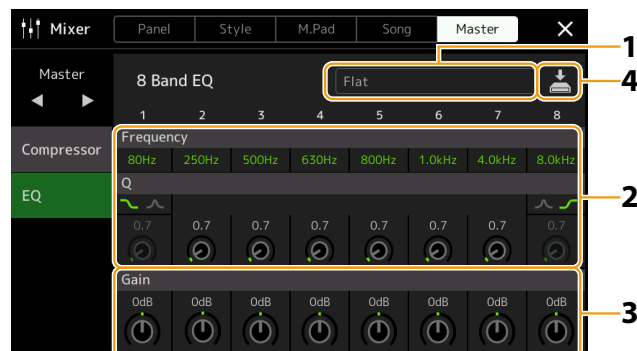 Mixer Panel Style M.Pad Song Master
1
Master 8 Band EQ Flat 4
1 2 3 4 5 6 7 8
Frequency
Compressor 80Hz 250Hz 500Hz 630Hz 800Hz 1.0kHz 4.0kHz 8.0kHz
Q
EQ 2
0.7 0.7 0.7 0.7 0.7 0.7 0.7 0.7
Gain
0dB 0dB 0dB 0dB 0dB 0dB 0dB 0dB
3